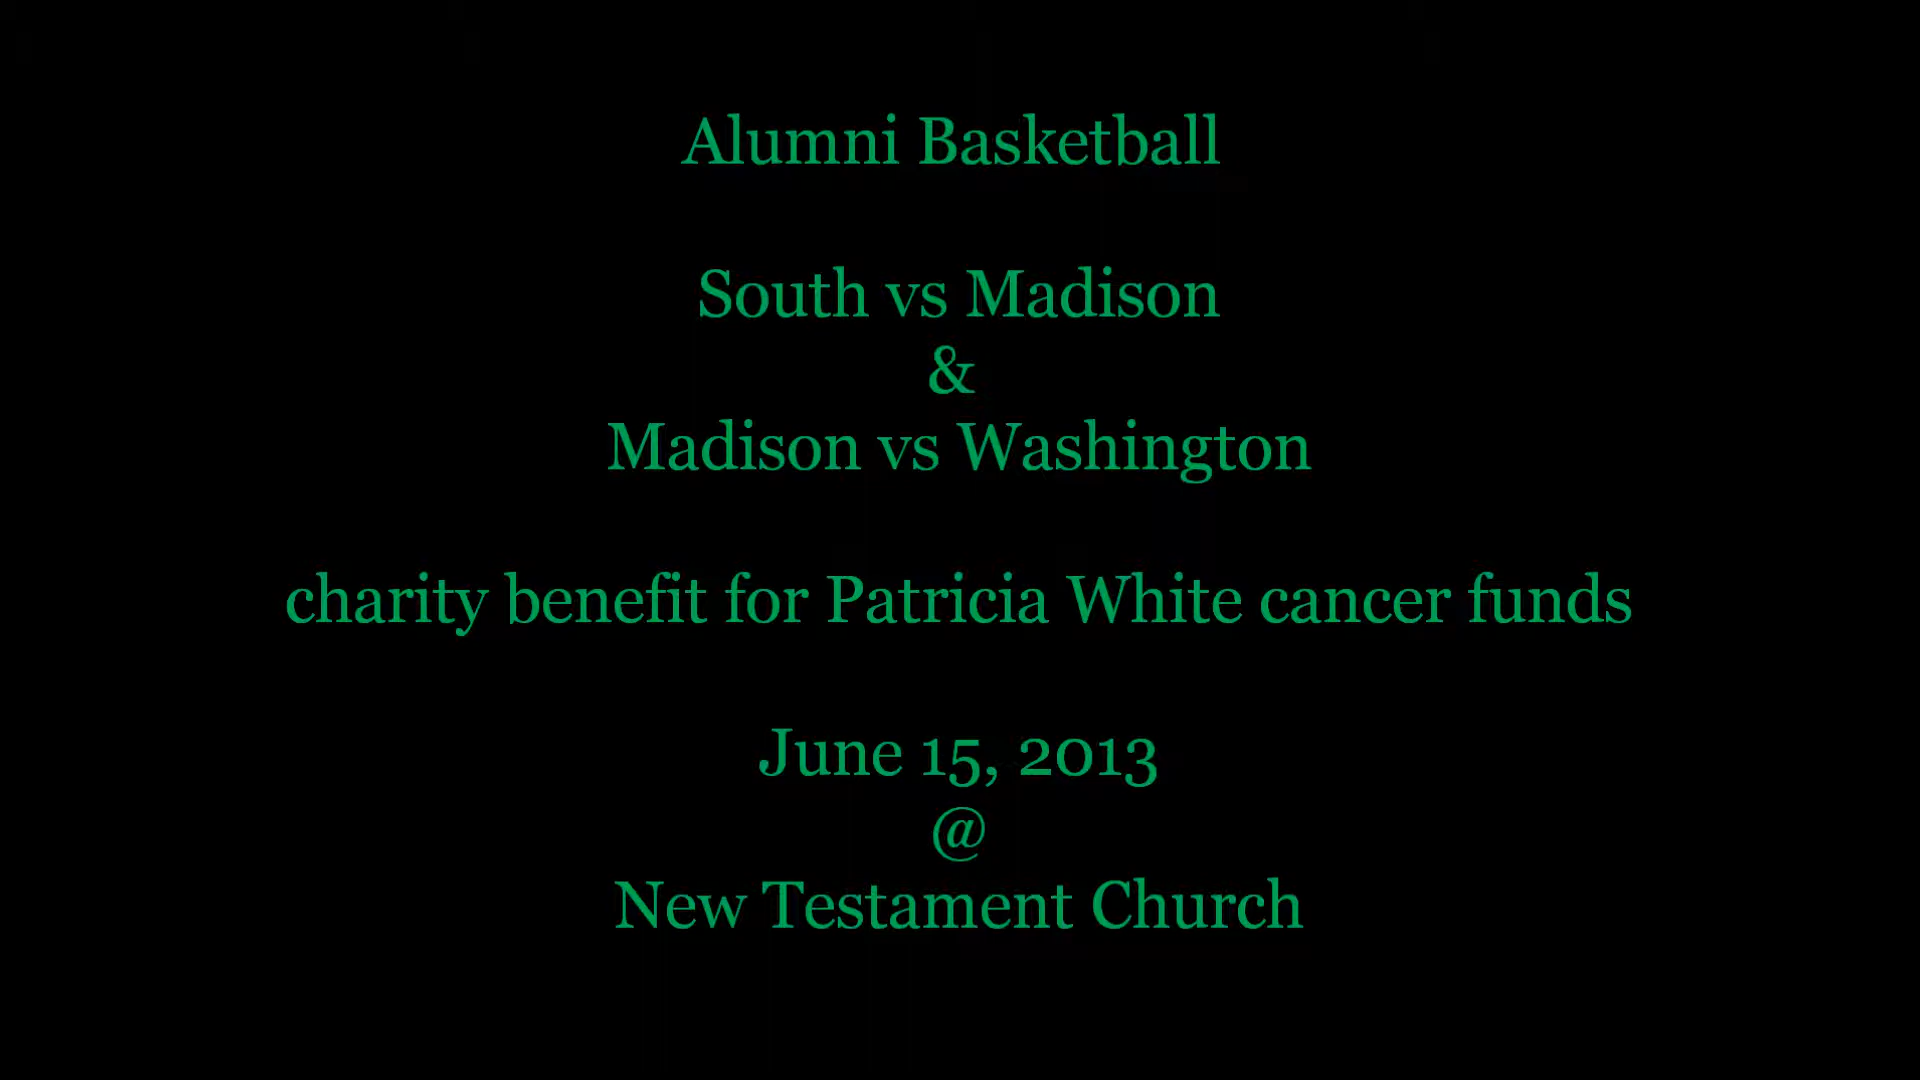 Alumni Basketball
South vs Madison
&
Madison vs Washington
charity benefit for Patricia White cancer funds
June 15, 2013
@
New Testament Church